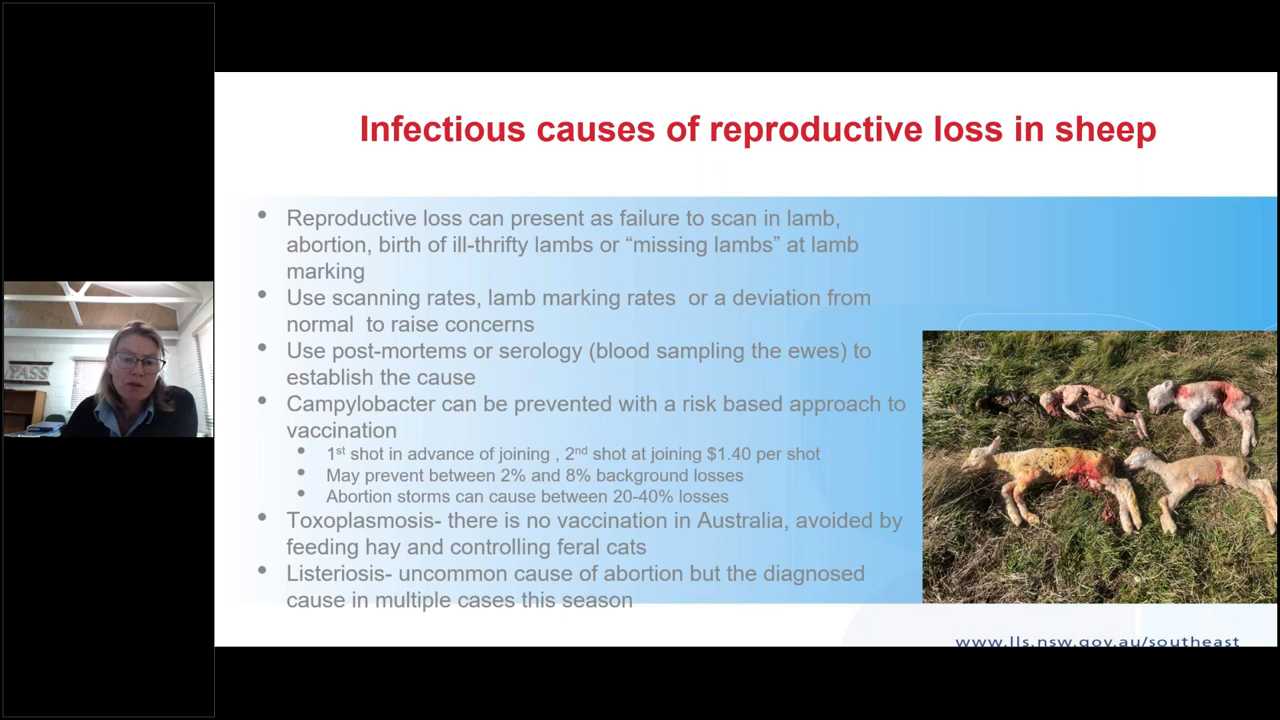 Infectious causes of reproductive loss in sheep
• Reproductive loss can present as failure to scan in lamb,
abortion, birth of ill-thrifty lambs or “missing lambs” at lamb
marking
• Use scanning rates, lamb marking rates  or a deviation from
normal  to raise concerns
• Use post-mortems or serology (blood sampling the ewes) to
establish the cause
• Campylobacter can be prevented with a risk based approach to
vaccination
• 1st shot in advance of joining , 2nd shot at joining $1.40 per shot
• May prevent between 2% and 8% background losses
• Abortion storms can cause between 20-40% losses
• Toxoplasmosis- there is no vaccination in Australia, avoided by
feeding hay and controlling feral cats
• Listeriosis- uncommon cause of abortion but the diagnosed
cause in multiple cases this season
www.lls.nsw.gov.au/southeast
YASS